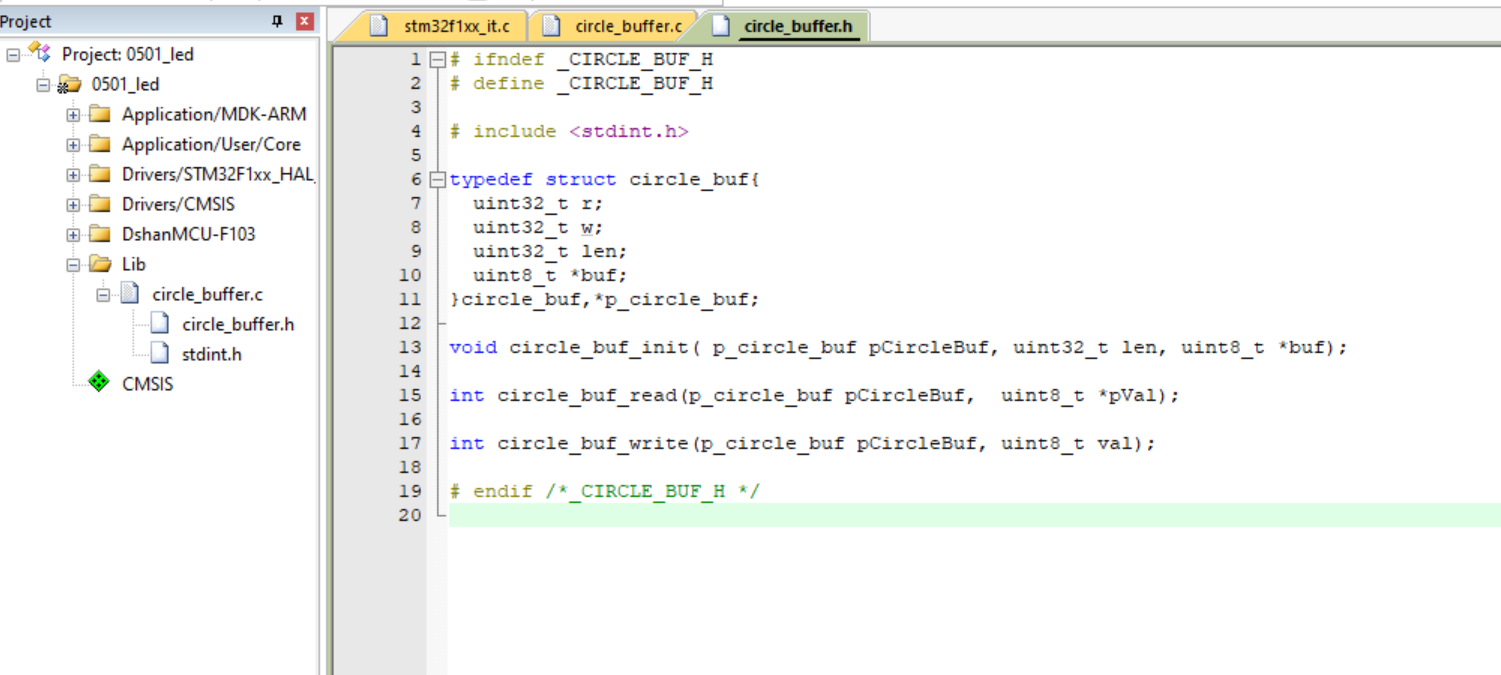 Project
Project: 0501_led
0501_led
Application/MDK-ARM
Application/User/Core
Drivers/STM32F1xx_HAL_
Drivers/CMSIS
DshanMCU-F103
Lib
circle_buffer.c
circle_buffer.h
stdint.h
CMSIS
stm32f1xx_it.c circle_buffer.c circle_buffer.h
1 # ifndef _CIRCLE_BUF_H
2 # define _CIRCLE_BUF_H
3
4 # include <stdint.h>
5
6 typedef struct circle_buf{
7 uint32_t r;
8 uint32_t w;
9 uint32_t len;
10 uint8_t *buf;
11 }circle_buf,*p_circle_buf;
12
13 void circle_buf_init( p_circle_buf pCircleBuf, uint32_t len, uint8_t *buf);
14
15 int circle_buf_read(p_circle_buf pCircleBuf,  uint8_t *pVal);
16
17 int circle_buf_write(p_circle_buf pCircleBuf, uint8_t val);
18
19 # endif /*_CIRCLE_BUF_H */
20